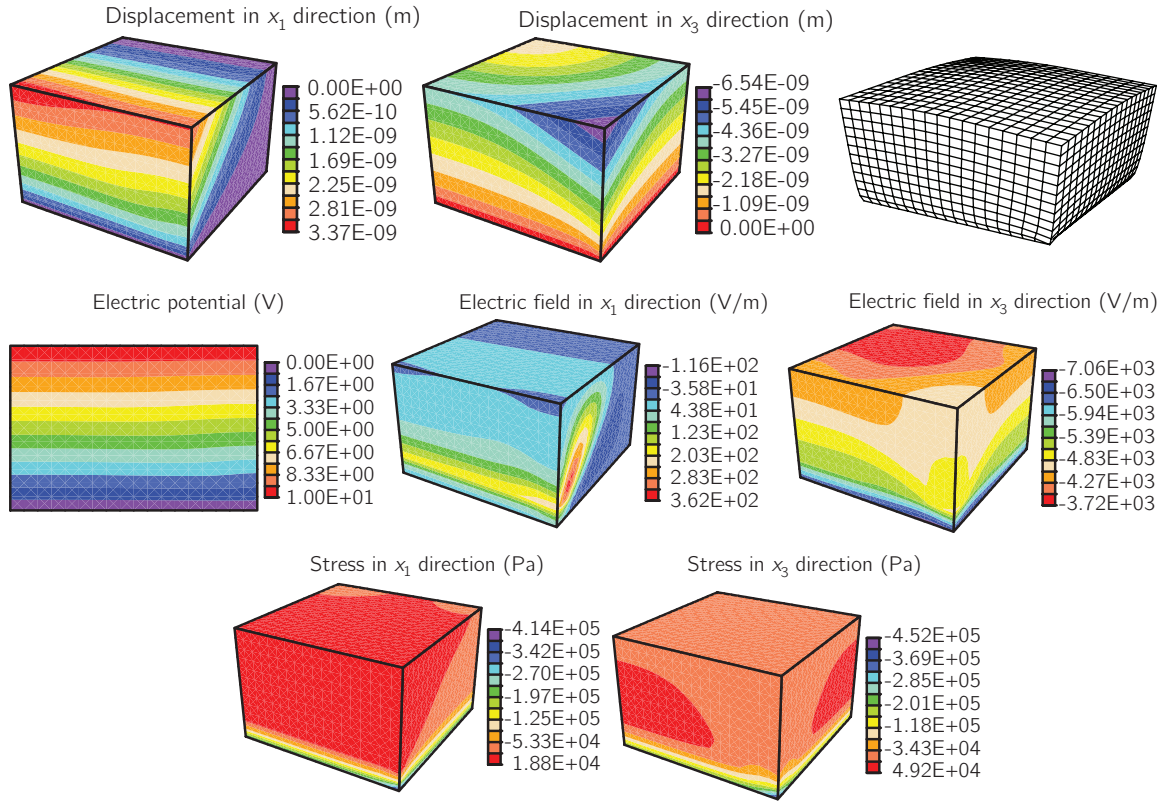 Displacement in x1 direction (m)
0.00E+00
5.62E-10
1.12E-09
1.69E-09
2.25E-09
2.81E-09
3.37E-09
Displacement in x3 direction (m)
-6.54E-09
-5.45E-09
-4.36E-09
-3.27E-09
-2.18E-09
-1.09E-09
0.00E+00
Electric potential (V)
0.00E+00
1.67E+00
3.33E+00
5.00E+00
6.67E+00
8.33E+00
1.00E+01
Electric field in x1 direction (V/m)
-1.16E+02
-3.58E+01
4.38E+01
1.23E+02
2.03E+02
2.83E+02
3.62E+02
Electric field in x3 direction (V/m)
-7.06E+03
-6.50E+03
-5.94E+03
-5.39E+03
-4.83E+03
-4.27E+03
-3.72E+03
Stress in x1 direction (Pa)
-4.14E+05
-3.42E+05
-2.70E+05
-1.97E+05
-1.25E+05
-5.33E+04
1.88E+04
Stress in x3 direction (Pa)
-4.52E+05
-3.69E+05
-2.85E+05
-2.01E+05
-1.18E+05
-3.43E+04
4.92E+04